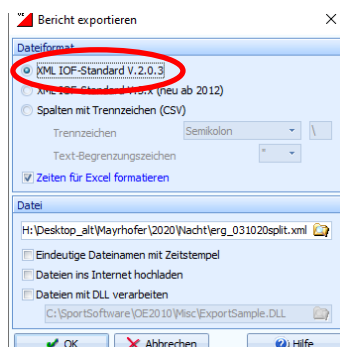 Bericht exportieren
Dateiformat
XML IOF-Standard V.2.0.3
XML IOF-Standard V.3.x (neu ab 2012)
Spalten mit Trennzeichen (CSV)
Trennzeichen Semikolon \
Text-Begrenzungszeichen "
Zeiten für Excel formatieren
Datei
H:\Desktop_alt\Mayrhofer\2020\Nacht\erg_031020split.xml
Eindeutige Dateinamen mit Zeitstempel
Dateien ins Internet hochladen
Dateien mit DLL verarbeiten
C:\SportSoftware\OE2010\Misc\ExportSample.DLL
OK Abbrechen Hilfe